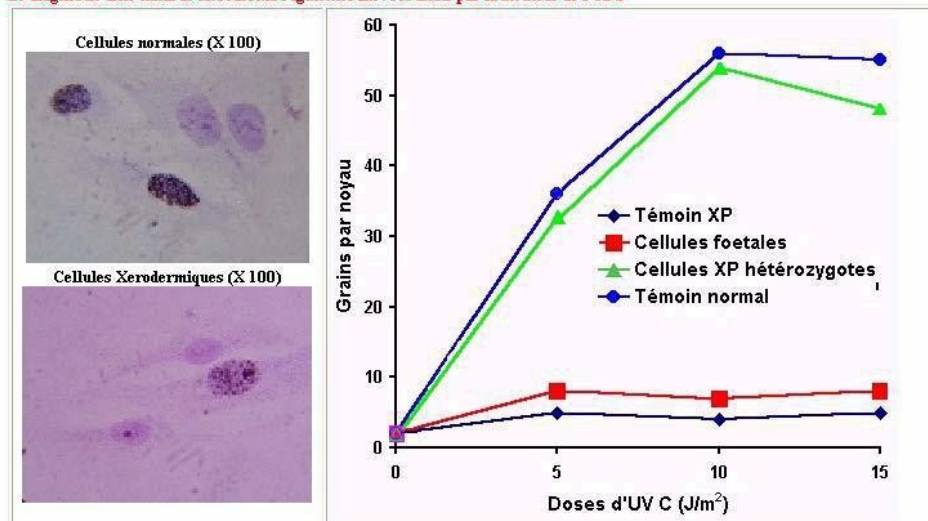 Cellules normales (X 100)
Cellules Xerodermiques (X 100)
60
50
40
30
20
10
0
Grains par noyau
Témoin XP
Cellules foetales
Cellules XP hétérozygotes
Témoin normal
0 5 10 15
Doses d'UV C (J/m²)